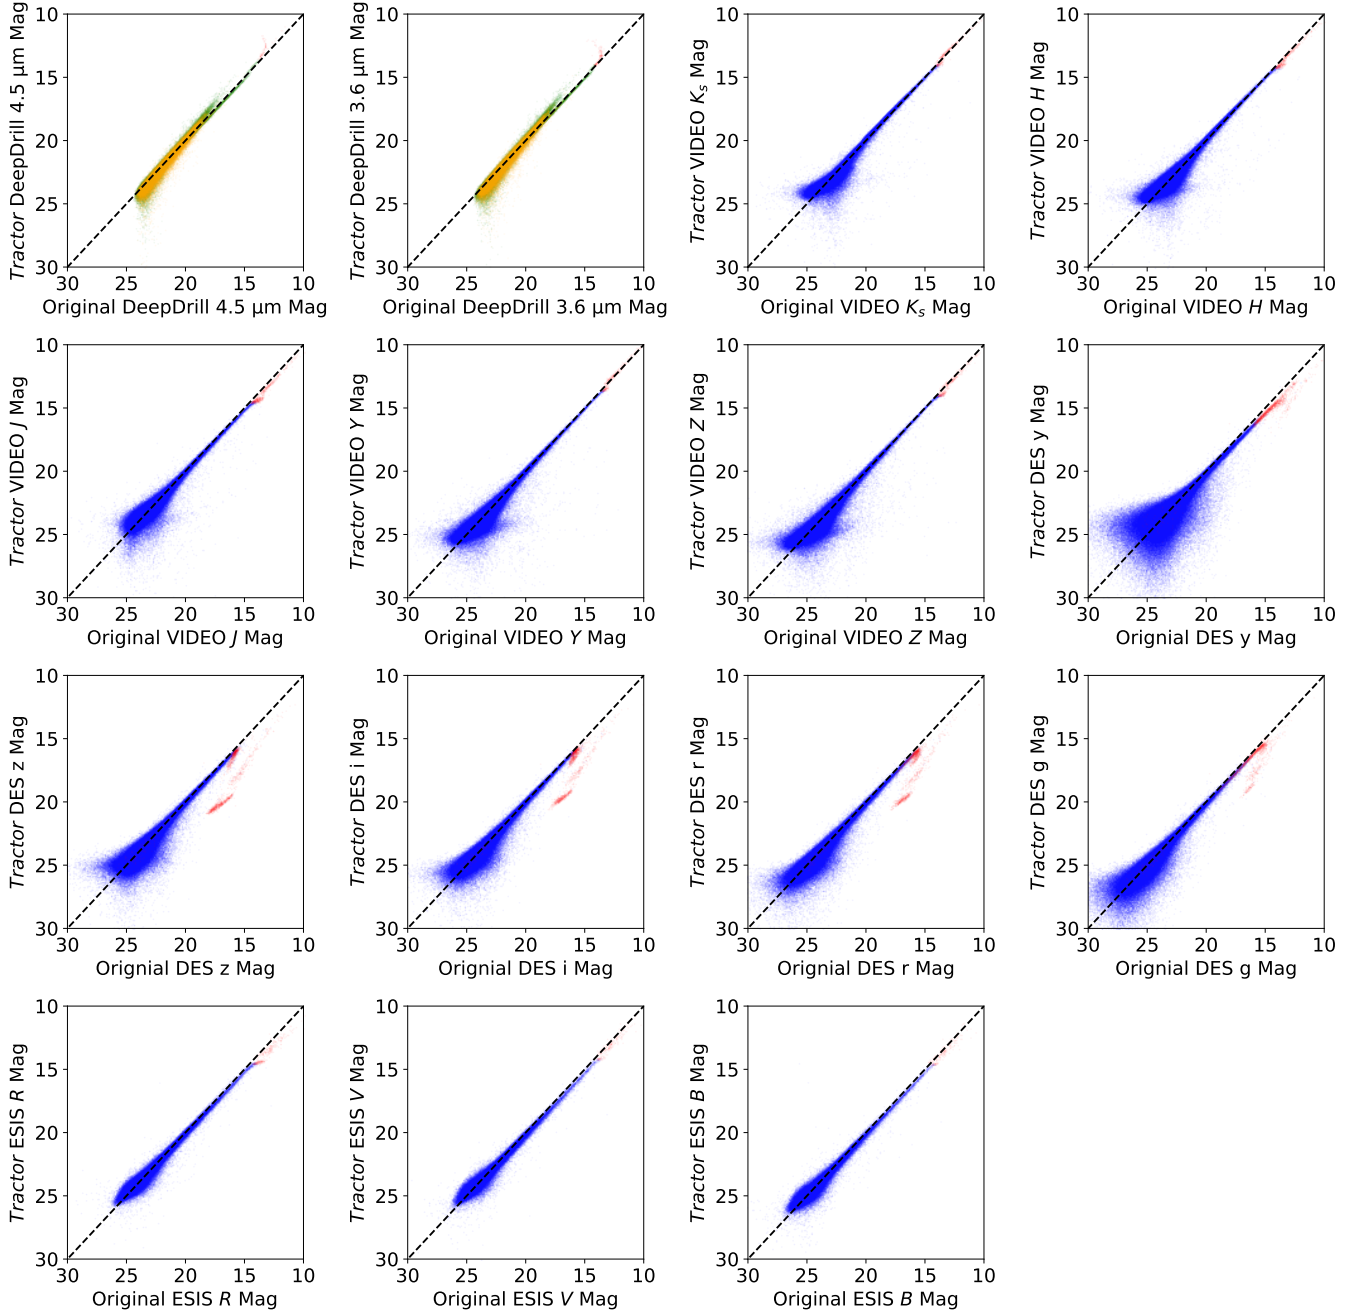 Tractor DeepDrill 4.5 μm Mag
10
15
20
25
30
30 25 20 15 10
Original DeepDrill 4.5 μm Mag
Tractor DeepDrill 3.6 μm Mag
10
15
20
25
30
30 25 20 15 10
Original DeepDrill 3.6 μm Mag
Tractor VIDEO Ks Mag
10
15
20
25
30
30 25 20 15 10
Original VIDEO Ks Mag
Tractor VIDEO H Mag
10
15
20
25
30
30 25 20 15 10
Original VIDEO H Mag
Tractor VIDEO J Mag
10
15
20
25
30
30 25 20 15 10
Original VIDEO J Mag
Tractor VIDEO Y Mag
10
15
20
25
30
30 25 20 15 10
Original VIDEO Y Mag
Tractor VIDEO Z Mag
10
15
20
25
30
30 25 20 15 10
Original VIDEO Z Mag
Tractor DES y Mag
10
15
20
25
30
30 25 20 15 10
Orignial DES y Mag
Tractor DES z Mag
10
15
20
25
30
30 25 20 15 10
Orignial DES z Mag
Tractor DES i Mag
10
15
20
25
30
30 25 20 15 10
Orignial DES i Mag
Tractor DES r Mag
10
15
20
25
30
30 25 20 15 10
Orignial DES r Mag
Tractor DES g Mag
10
15
20
25
30
30 25 20 15 10
Orignial DES g Mag
Tractor ESIS R Mag
10
15
20
25
30
30 25 20 15 10
Original ESIS R Mag
Tractor ESIS V Mag
10
15
20
25
30
30 25 20 15 10
Original ESIS V Mag
Tractor ESIS B Mag
10
15
20
25
30
30 25 20 15 10
Original ESIS B Mag